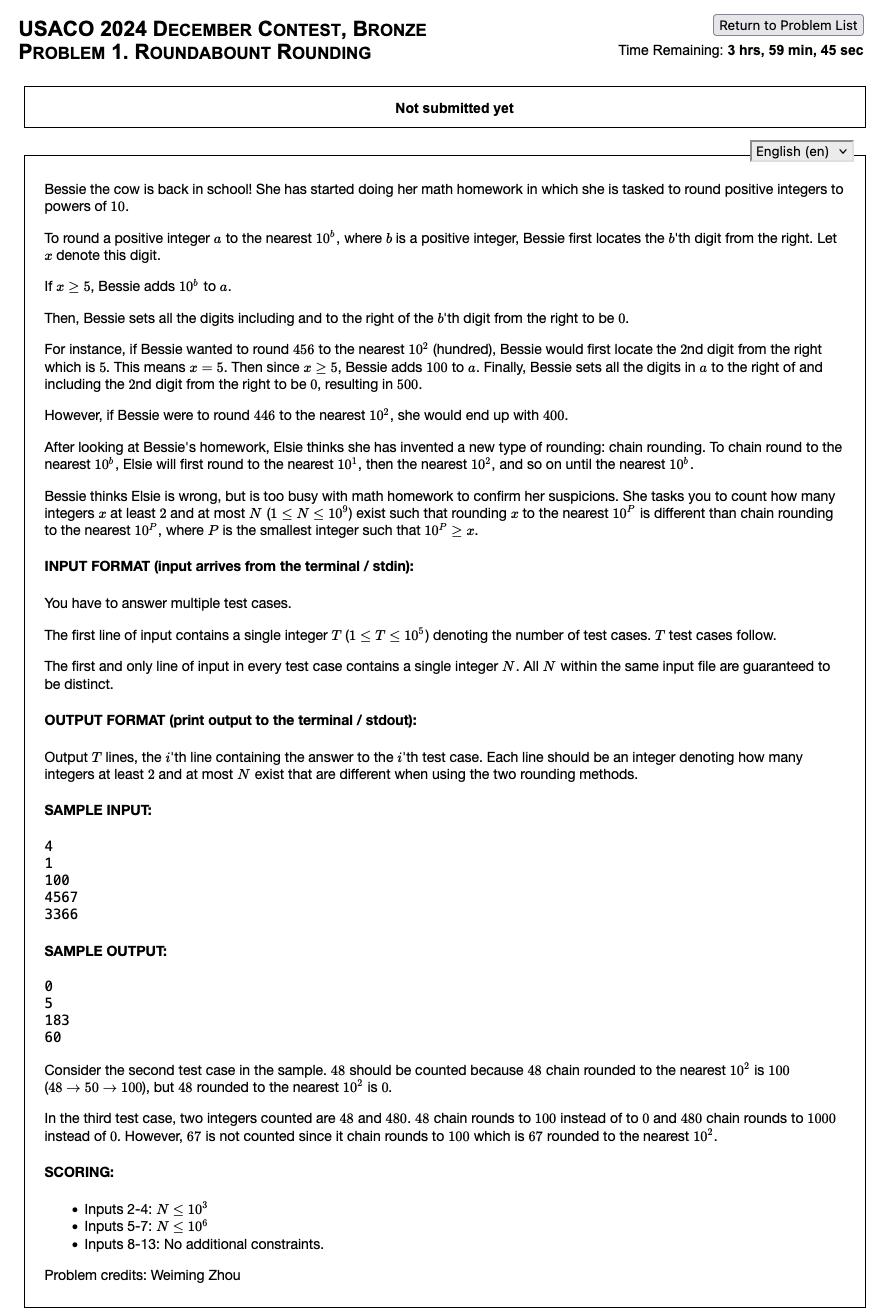 USACO 2024 DECEMBER CONTEST, BRONZE
PROBLEM 1. ROUNDABOUNT ROUNDING
Return to Problem List
Time Remaining: 3 hrs, 59 min, 45 sec
Not submitted yet
English (en)
Bessie the cow is back in school! She has started doing her math homework in which she is tasked to round positive integers to
powers of 10.
To round a positive integer a to the nearest 10^b, where b is a positive integer, Bessie first locates the b'th digit from the right. Let
x denote this digit.
If x ≥ 5, Bessie adds 10^b to a.
Then, Bessie sets all the digits including and to the right of the b'th digit from the right to be 0.
For instance, if Bessie wanted to round 456 to the nearest 10^2 (hundred), Bessie would first locate the 2nd digit from the right
which is 5. This means x = 5. Then since x ≥ 5, Bessie adds 100 to a. Finally, Bessie sets all the digits in a to the right of and
including the 2nd digit from the right to be 0, resulting in 500.
However, if Bessie were to round 446 to the nearest 10^2, she would end up with 400.
After looking at Bessie's homework, Elsie thinks she has invented a new type of rounding: chain rounding. To chain round to the
nearest 10^b, Elsie will first round to the nearest 10^1, then the nearest 10^2, and so on until the nearest 10^b.
Bessie thinks Elsie is wrong, but is too busy with math homework to confirm her suspicions. She tasks you to count how many
integers x at least 2 and at most N (1 ≤ N ≤ 10^9) exist such that rounding x to the nearest 10^P is different than chain rounding
to the nearest 10^P, where P is the smallest integer such that 10^P ≥ x.
INPUT FORMAT (input arrives from the terminal / stdin):
You have to answer multiple test cases.
The first line of input contains a single integer T (1 ≤ T ≤ 10^5) denoting the number of test cases. T test cases follow.
The first and only line of input in every test case contains a single integer N. All N within the same input file are guaranteed to
be distinct.
OUTPUT FORMAT (print output to the terminal / stdout):
Output T lines, the i'th line containing the answer to the i'th test case. Each line should be an integer denoting how many
integers at least 2 and at most N exist that are different when using the two rounding methods.
SAMPLE INPUT:
4
1
100
4567
3366
SAMPLE OUTPUT:
0
5
183
60
Consider the second test case in the sample. 48 should be counted because 48 chain rounded to the nearest 10^2 is 100
(48 → 50 → 100), but 48 rounded to the nearest 10^2 is 0.
In the third test case, two integers counted are 48 and 480. 48 chain rounds to 100 instead of to 0 and 480 chain rounds to 1000
instead of 0. However, 67 is not counted since it chain rounds to 100 which is 67 rounded to the nearest 10^2.
SCORING:
• Inputs 2-4: N ≤ 10^3
• Inputs 5-7: N ≤ 10^6
• Inputs 8-13: No additional constraints.
Problem credits: Weiming Zhou